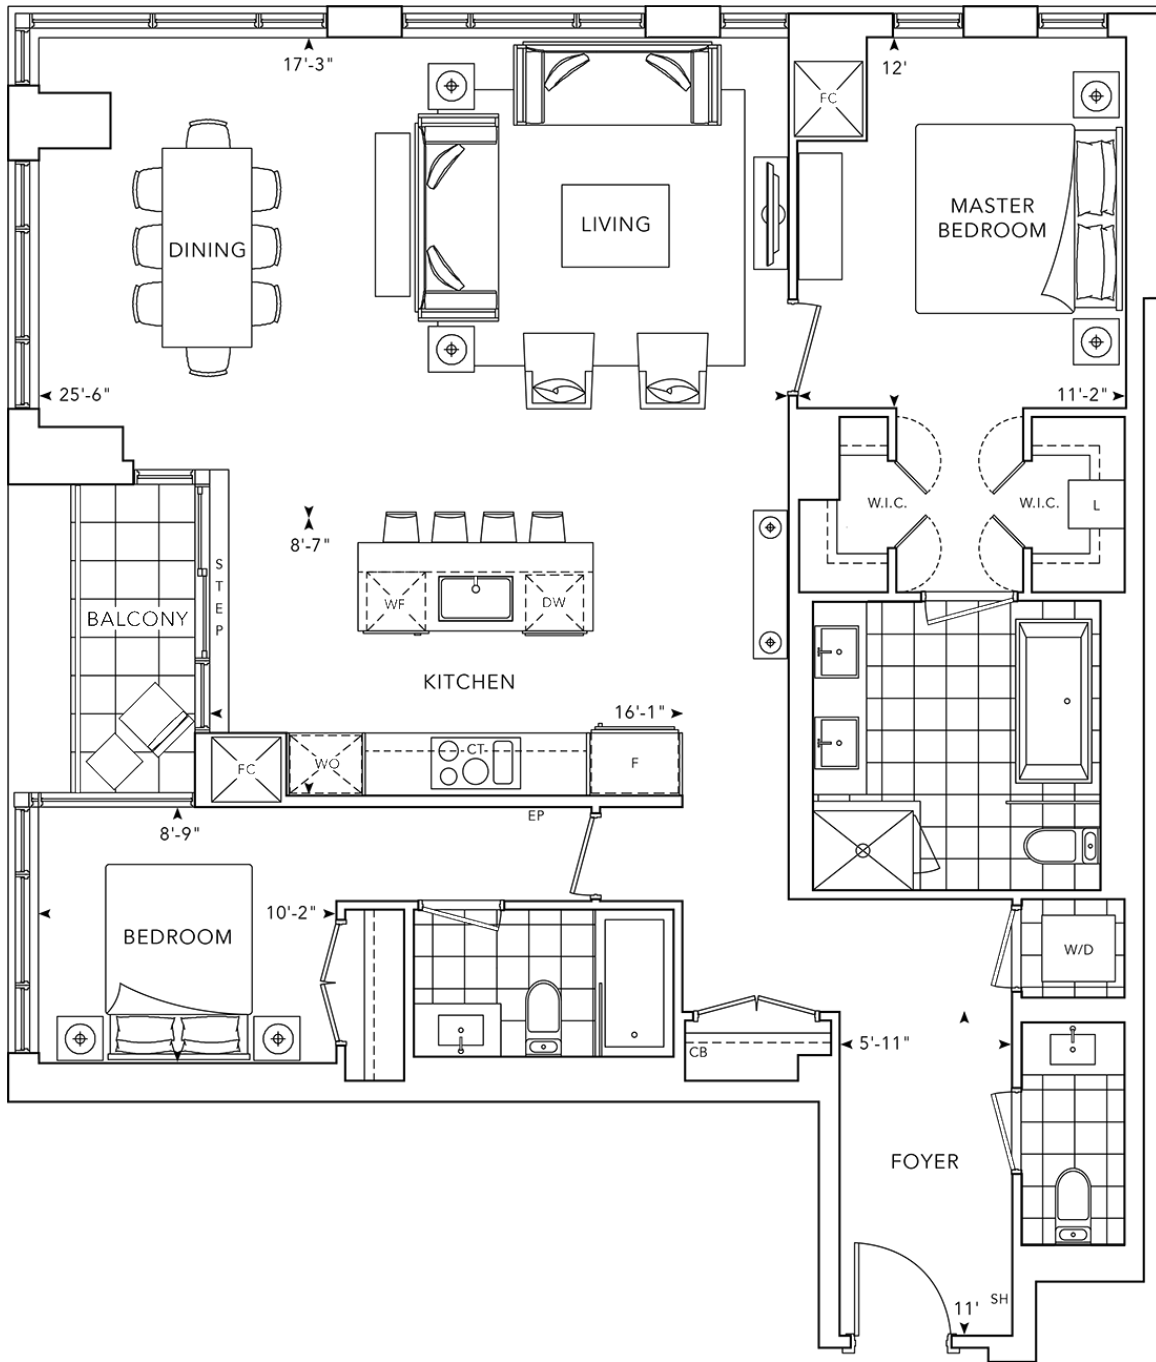 17'-3"
12'
FC
MASTER
BEDROOM
LIVING
DINING
25'-6"
11'-2"
W.I.C.
W.I.C.
L
8'-7"
STEP
WF
DW
BALCONY
KITCHEN
16'-1"
FC
WO
CT
F
EP
8'-9"
10'-2"
BEDROOM
W/D
CB
5'-11"
FOYER
SH
11'